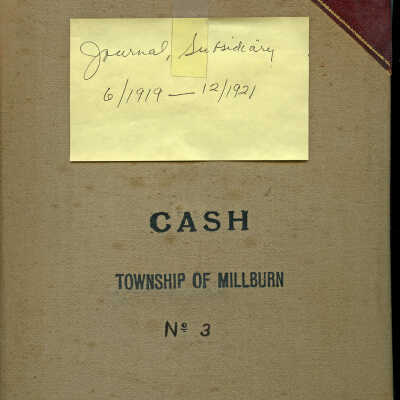 Journal, Subsidiary
6/1919 — 12/1921
CASH
TOWNSHIP OF MILLBURN
Nº 3